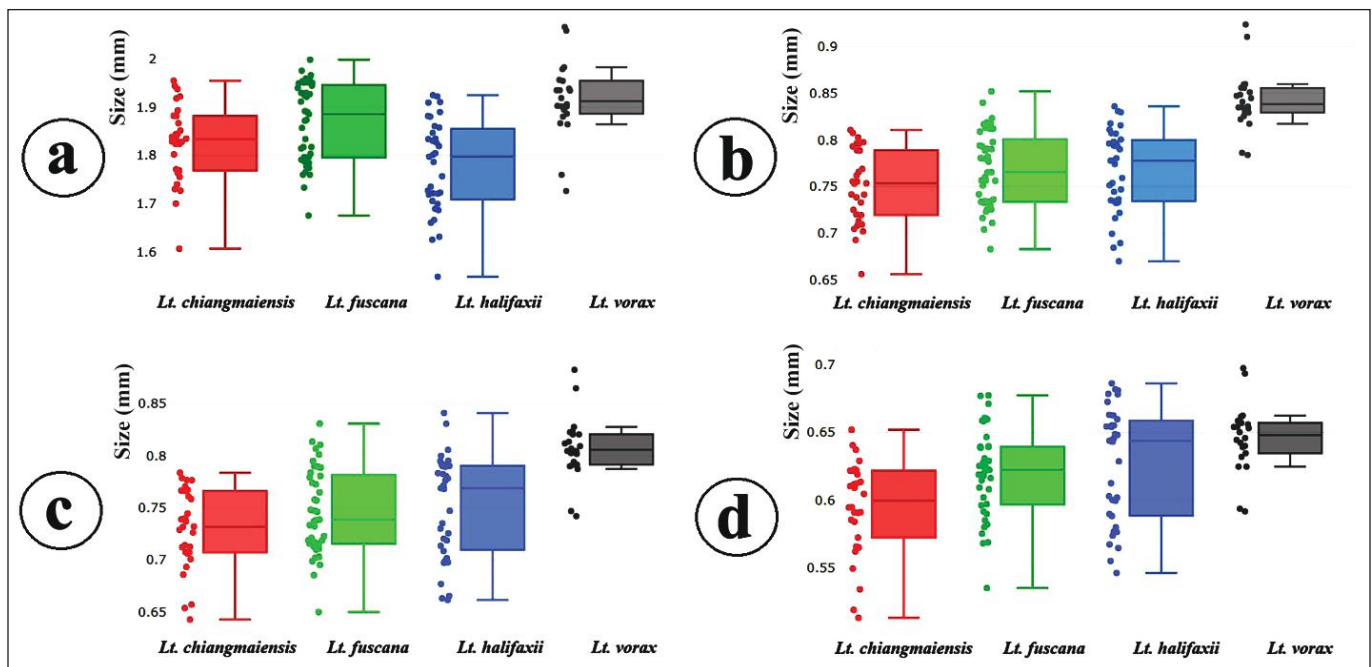 a
Size (mm)
2
1.9
1.8
1.7
1.6
Lt. chiangmaiensis Lt. fuscana Lt. halifaxii Lt. vorax
b
Size (mm)
0.9
0.85
0.8
0.75
0.7
0.65
Lt. chiangmaiensis Lt. fuscana Lt. halifaxii Lt. vorax
c
Size (mm)
0.85
0.8
0.75
0.7
0.65
Lt. chiangmaiensis Lt. fuscana Lt. halifaxii Lt. vorax
d
Size (mm)
0.7
0.65
0.6
0.55
Lt. chiangmaiensis Lt. fuscana Lt. halifaxii Lt. vorax